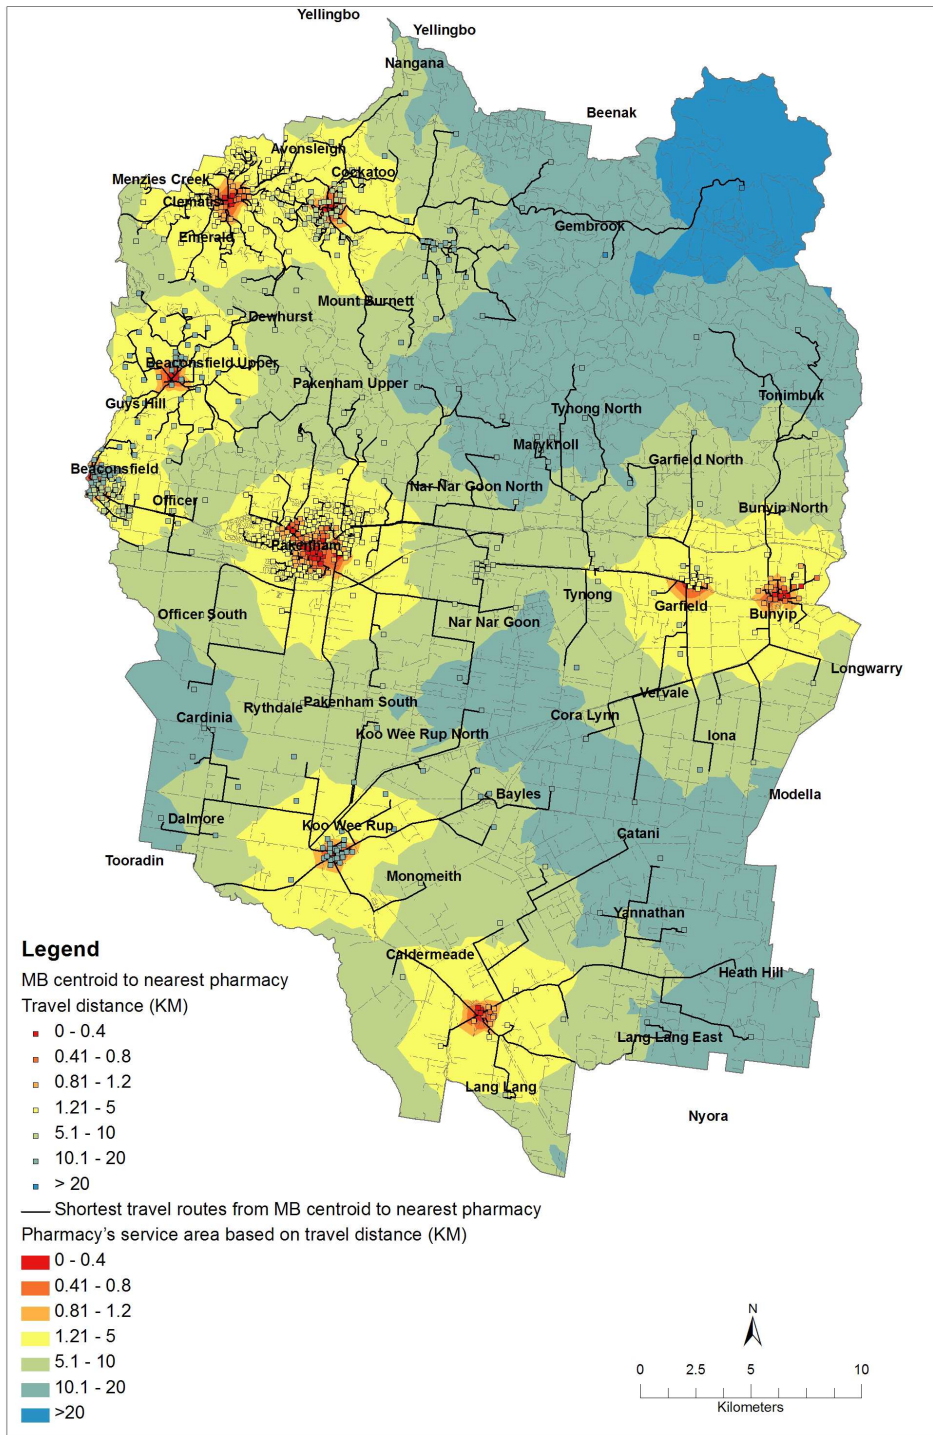 Yellingbo
Yellingbo
Nangana
Beenak
Avonsleigh
Cockatoo
Menzies Creek
Clematis
Gembrook
Emerald
Mount Burnett
Dewhurst
Beaconsfield Upper
Pakenham Upper
Tonimbuk
Guys Hill
Tynong North
Maryknoll
Garfield North
Beaconsfield
Nar Nar Goon North
Officer
Bunyip North
Pakenham
Tynong
Garfield
Officer South
Bunyip
Nar Nar Goon
Longwarry
Vervale
Pakenham South
Rythdale
Cardinia
Cora Lynn
Koo Wee Rup North
Iona
Bayles
Modella
Dalmore
Koo Wee Rup
Catani
Tooradin
Monomeith
Yannathan
Caldermeade
Heath Hill
Lang Lang East
Lang Lang
Nyora
Legend
MB centroid to nearest pharmacy
Travel distance (KM)
0 - 0.4
0.41 - 0.8
0.81 - 1.2
1.21 - 5
5.1 - 10
10.1 - 20
> 20
Shortest travel routes from MB centroid to nearest pharmacy
Pharmacy's service area based on travel distance (KM)
0 - 0.4
0.41 - 0.8
0.81 - 1.2
1.21 - 5
5.1 - 10
10.1 - 20
>20
N
0 2.5 5 10
Kilometers